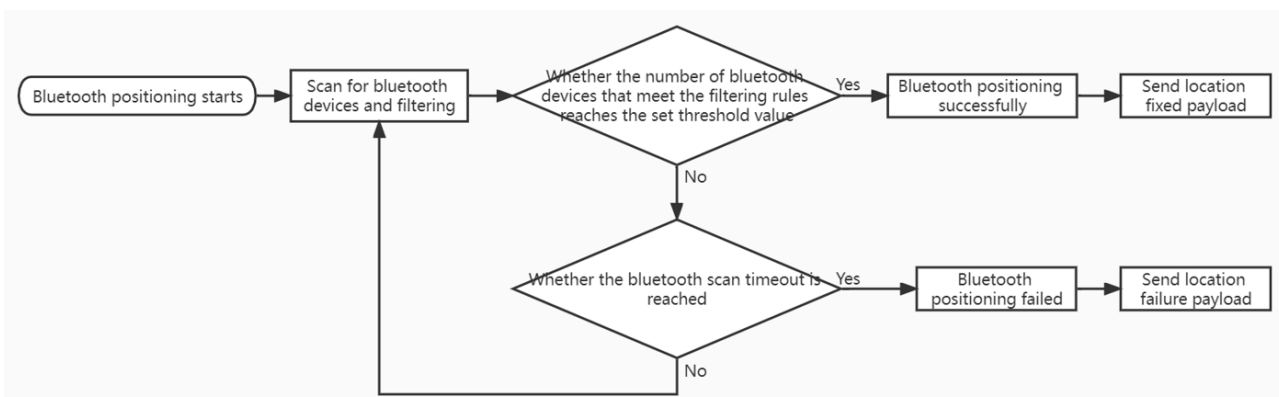 Bluetooth positioning starts
Scan for bluetooth
devices and filtering
Whether the number of bluetooth
devices that meet the filtering rules
reaches the set threshold value
Yes
Bluetooth positioning
successfully
Send location
fixed payload
No
Whether the bluetooth scan timeout is
reached
Yes
Bluetooth
positioning failed
Send location
failure payload
No